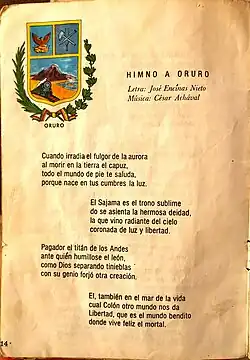 HIMNO A ORURO
Letra: José Encinas Nieto
Música: César Achával
ORURO
Cuando irradia el fulgor de la aurora
al morir en la tierra el capuz,
todo el mundo de pie te saluda,
porque nace en tus cumbres la luz.
El Sajama es el trono sublime
do se asienta la hermosa deidad,
la que vino radiante del cielo
coronada de luz y libertad.
Pagador el titán de los Andes
ante quién humillose el león,
como Dios separando tinieblas
con su genio forjó otra creación.
El, también en el mar de la vida
cual Colón otro mundo nos da
Libertad, que es el mundo bendito
donde vive feliz el mortal.
14